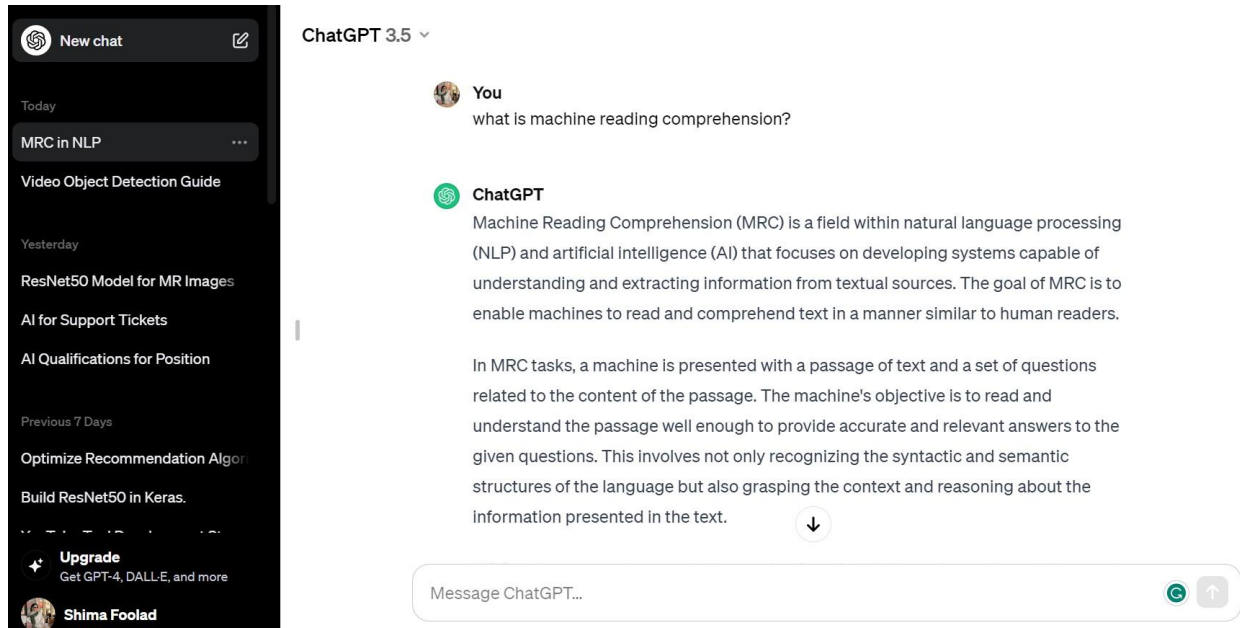 New chat
Today
MRC in NLP
Video Object Detection Guide
Yesterday
ResNet50 Model for MR Images
AI for Support Tickets
AI Qualifications for Position
Previous 7 Days
Optimize Recommendation Algori
Build ResNet50 in Keras.
Upgrade
Get GPT-4, DALL·E, and more
Shima Foolad
ChatGPT 3.5
You
what is machine reading comprehension?
ChatGPT
Machine Reading Comprehension (MRC) is a field within natural language processing
(NLP) and artificial intelligence (AI) that focuses on developing systems capable of
understanding and extracting information from textual sources. The goal of MRC is to
enable machines to read and comprehend text in a manner similar to human readers.
In MRC tasks, a machine is presented with a passage of text and a set of questions
related to the content of the passage. The machine's objective is to read and
understand the passage well enough to provide accurate and relevant answers to the
given questions. This involves not only recognizing the syntactic and semantic
structures of the language but also grasping the context and reasoning about the
information presented in the text.
Message ChatGPT...